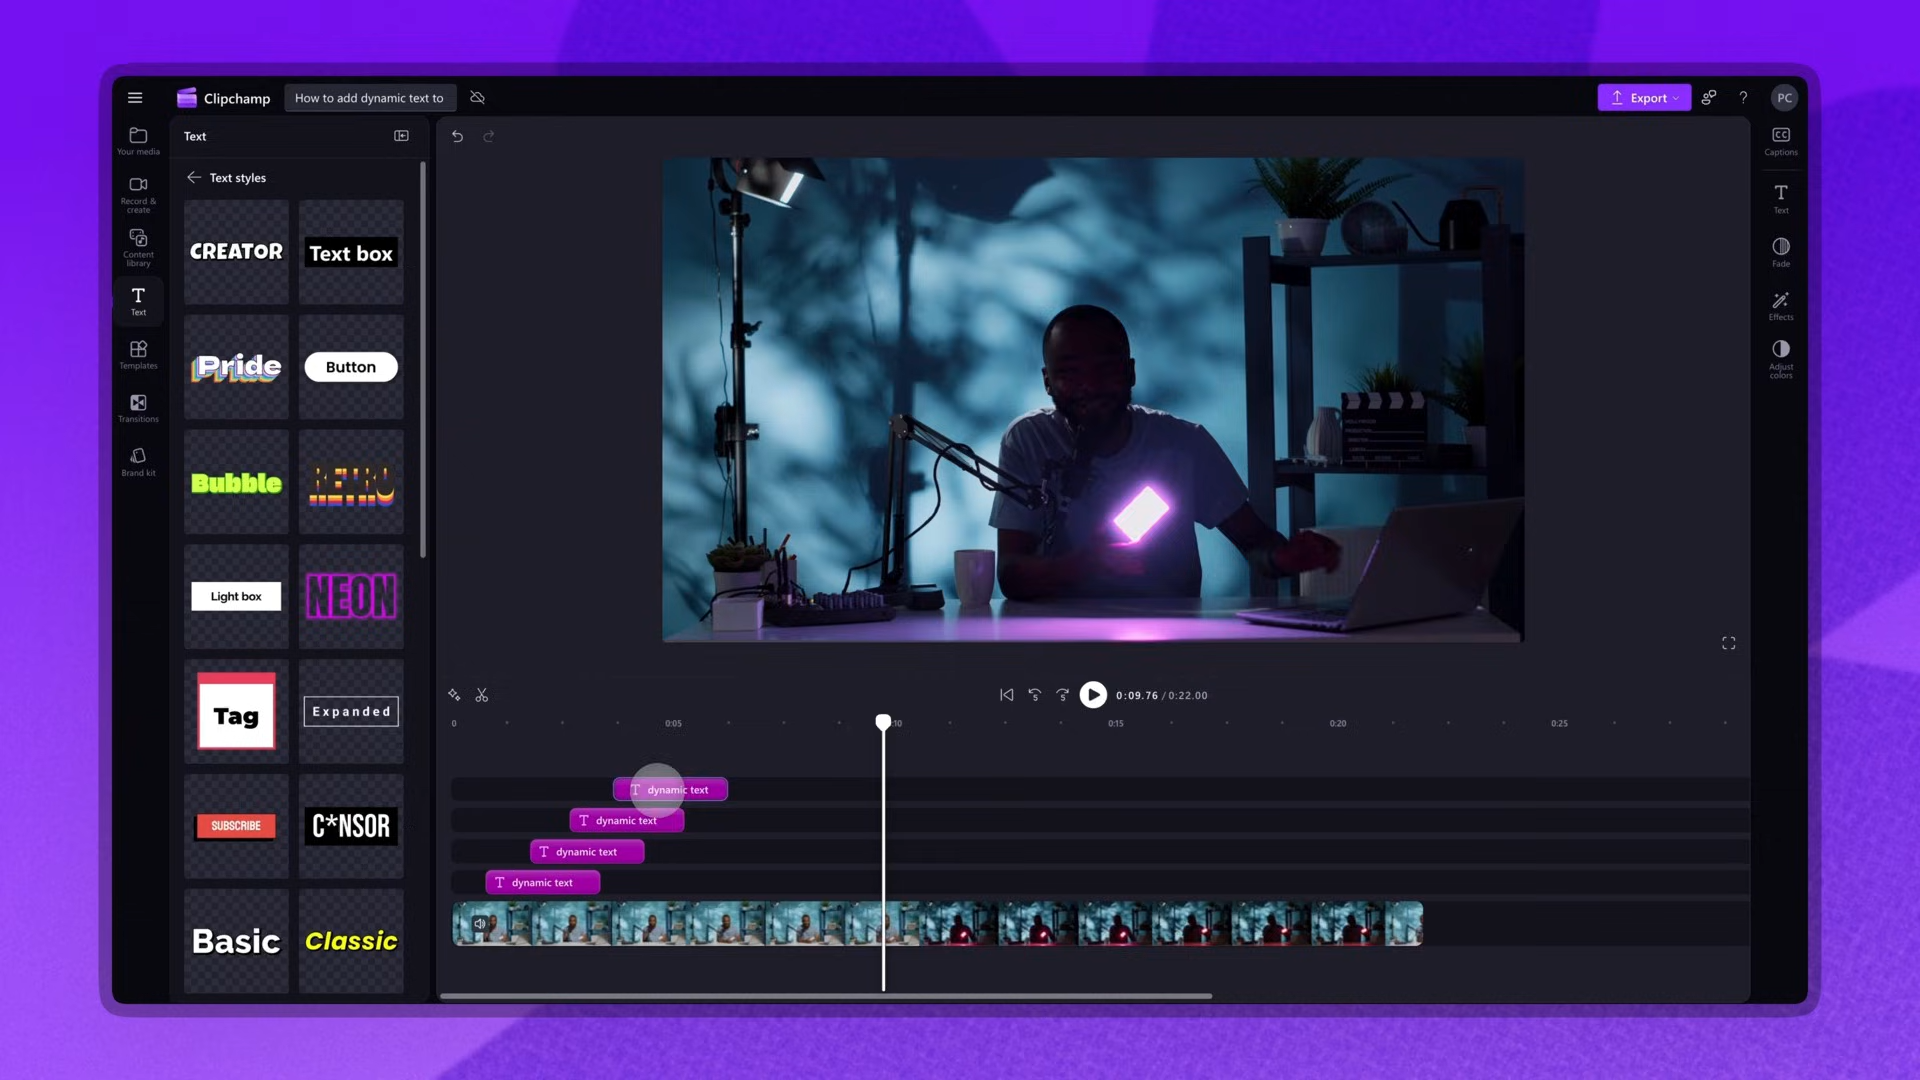 Clipchamp
How to add dynamic text to
Export
?
PC
Your media
Record &
create
Content
library
Text
Templates
Transitions
Brand kit
Text
Text styles
CREATOR
Text box
Pride
Button
Bubble
RETRO
Light box
NEON
Tag
Expanded
SUBSCRIBE
C*NSOR
Basic
Classic
CC
Captions
Text
Fade
Effects
Adjust
colors
5
5
0:09.76 / 0:22.00
0
0:05
:10
0:15
0:20
0:25
T dynamic text
T dynamic text
T dynamic text
T dynamic text